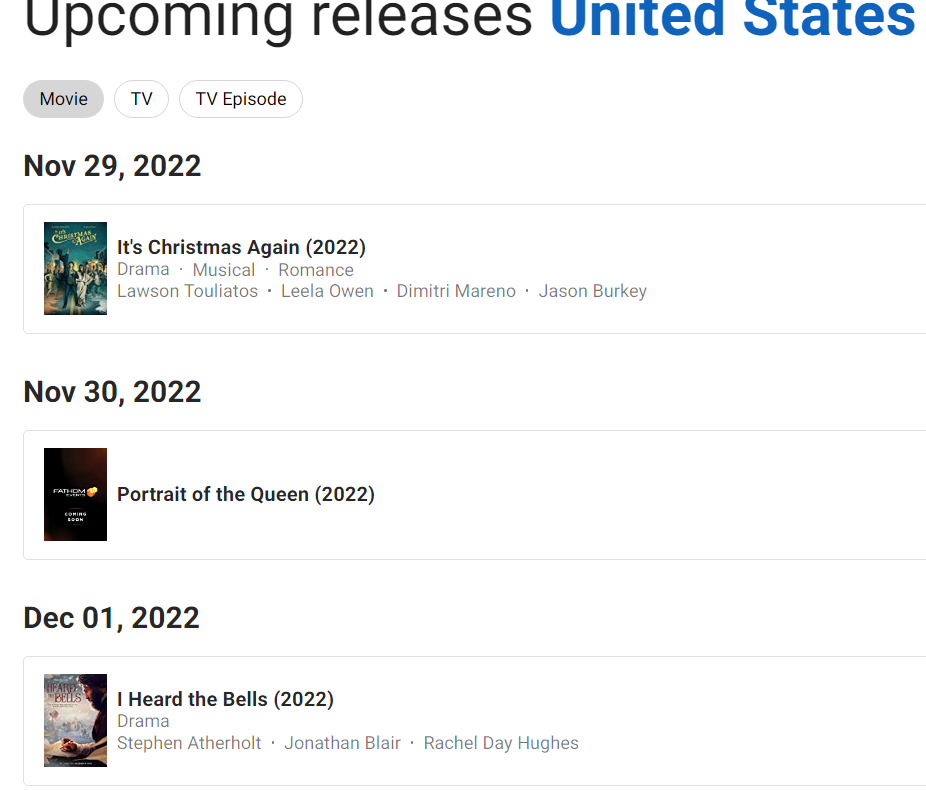 Upcoming releases United States
Movie TV TV Episode
Nov 29, 2022
IT'S CHRISTMAS AGAIN
It's Christmas Again (2022)
Drama · Musical · Romance
Lawson Touliatos · Leela Owen · Dimitri Mareno · Jason Burkey
Nov 30, 2022
FATHOM
EVENTS
COMING
SOON
Portrait of the Queen (2022)
Dec 01, 2022
I HEARD
THE BELLS
I Heard the Bells (2022)
Drama
Stephen Atherholt · Jonathan Blair · Rachel Day Hughes